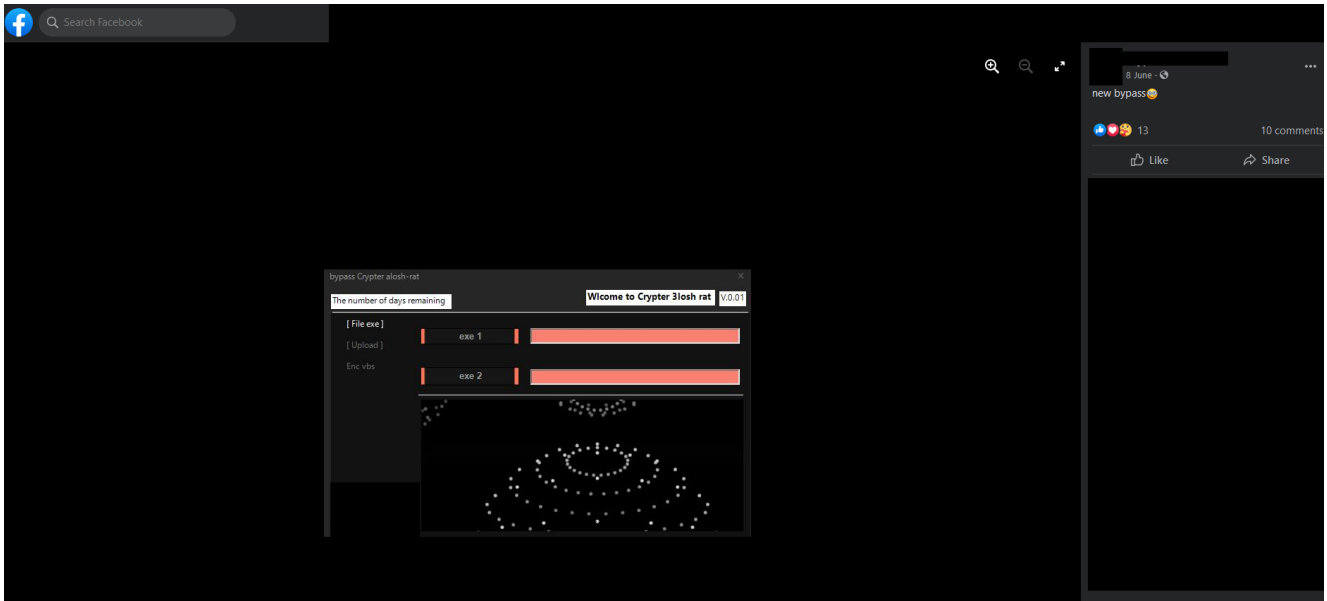 Search Facebook
8 June
new bypass
13
10 comments
Like
Share
bypass Crypter alosh-rat
X
The number of days remaining
Wlcome to Crypter 3losh rat
V.0.01
[ File exe ]
[ Upload ]
Enc vbs
exe 1
exe 2